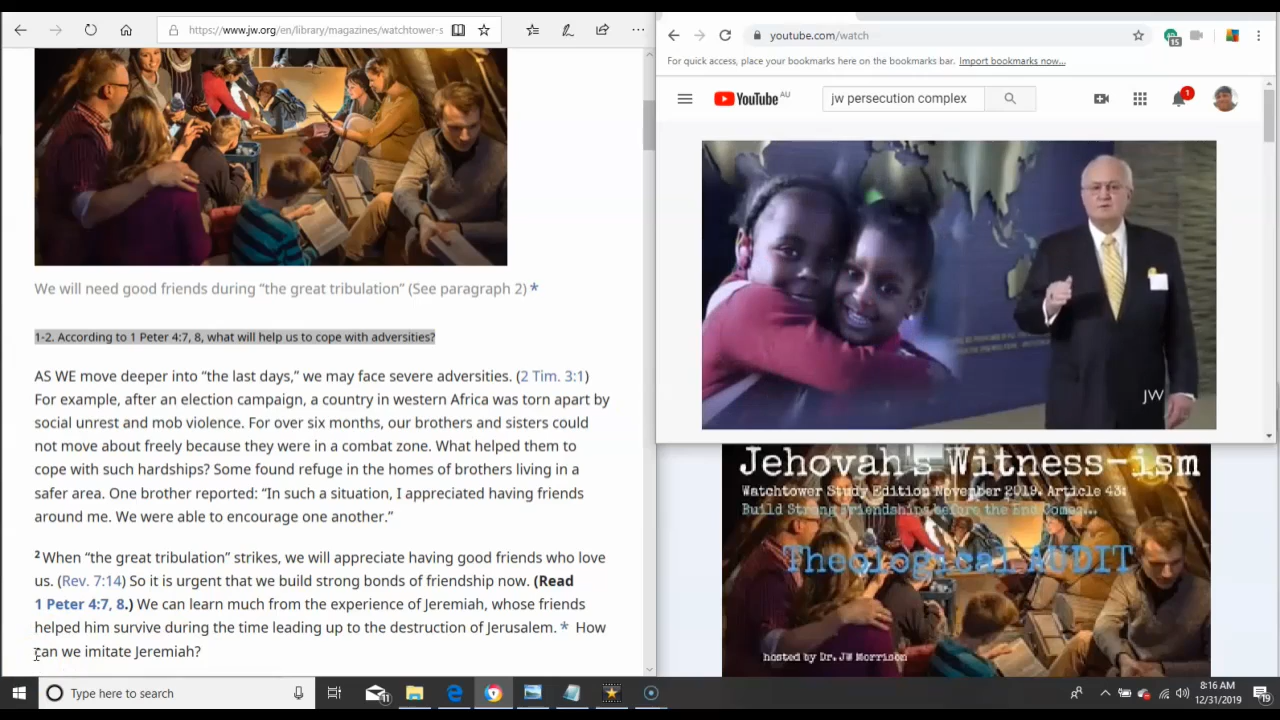 https://www.jw.org/en/library/magazines/watchtower-s
We will need good friends during “the great tribulation” (See paragraph 2) *
1-2. According to 1 Peter 4:7, 8, what will help us to cope with adversities?
AS WE move deeper into “the last days,” we may face severe adversities. (2 Tim. 3:1)
For example, after an election campaign, a country in western Africa was torn apart by
social unrest and mob violence. For over six months, our brothers and sisters could
not move about freely because they were in a combat zone. What helped them to
cope with such hardships? Some found refuge in the homes of brothers living in a
safer area. One brother reported: “In such a situation, I appreciated having friends
around me. We were able to encourage one another.”
2 When “the great tribulation” strikes, we will appreciate having good friends who love
us. (Rev. 7:14) So it is urgent that we build strong bonds of friendship now. (Read
1 Peter 4:7, 8.) We can learn much from the experience of Jeremiah, whose friends
helped him survive during the time leading up to the destruction of Jerusalem. * How
can we imitate Jeremiah?
youtube.com/watch
15
For quick access, place your bookmarks here on the bookmarks bar. Import bookmarks now...
YouTube AU
jw persecution complex
1
JW
Jehovah's Witness-ism
Watchtower Study Edition November 2019. Article 43:
Build Strong Friendships before the End Comes...
Theological AUDIT
hosted by Dr. JW Morrison
Type here to search
11
8:16 AM
12/31/2019
19